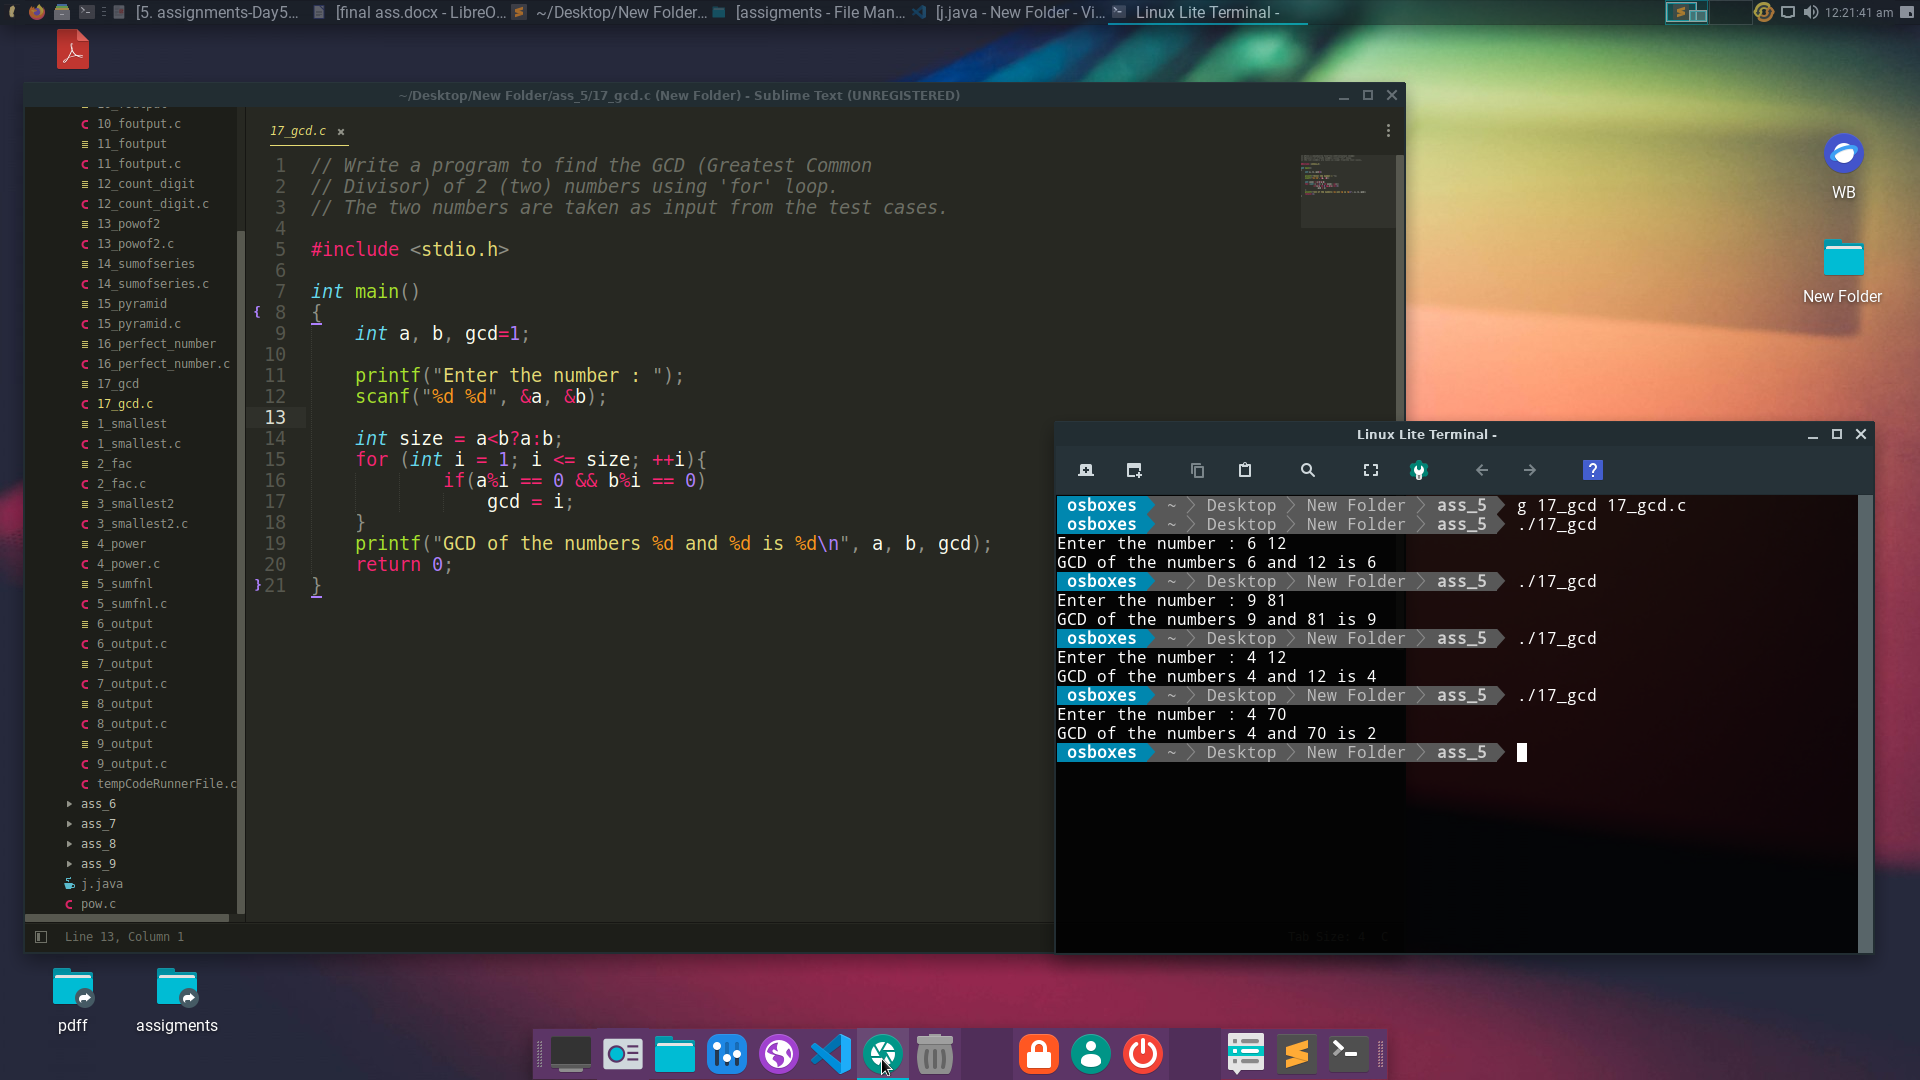 [5. assignments-Day5...
[final ass.docx - LibreO...
~/Desktop/New Folder...
[assigments - File Man...
[j.java - New Folder - Vi...
Linux Lite Terminal -
12:21:41 am
~/Desktop/New Folder/ass_5/17_gcd.c (New Folder) - Sublime Text (UNREGISTERED)
10_foutput.c
11_foutput
11_foutput.c
12_count_digit
12_count_digit.c
13_powof2
13_powof2.c
14_sumofseries
14_sumofseries.c
15_pyramid
15_pyramid.c
16_perfect_number
16_perfect_number.c
17_gcd
17_gcd.c
1_smallest
1_smallest.c
2_fac
2_fac.c
3_smallest2
3_smallest2.c
4_power
4_power.c
5_sumfnl
5_sumfnl.c
6_output
6_output.c
7_output
7_output.c
8_output
8_output.c
9_output
9_output.c
tempCodeRunnerFile.c
ass_6
ass_7
ass_8
ass_9
j.java
pow.c
17_gcd.c
1 // Write a program to find the GCD (Greatest Common
2 // Divisor) of 2 (two) numbers using 'for' loop.
3 // The two numbers are taken as input from the test cases.
4
5 #include <stdio.h>
6
7 int main()
8 {
9 int a, b, gcd=1;
10
11 printf("Enter the number : ");
12 scanf("%d %d", &a, &b);
13
14 int size = a<b?a:b;
15 for (int i = 1; i <= size; ++i){
16 if(a%i == 0 && b%i == 0)
17 gcd = i;
18 }
19 printf("GCD of the numbers %d and %d is %d\n", a, b, gcd);
20 return 0;
21 }
Line 13, Column 1
Tab Size: 4 C
Linux Lite Terminal -
osboxes ~ Desktop New Folder ass_5 g 17_gcd 17_gcd.c
osboxes ~ Desktop New Folder ass_5 ./17_gcd
Enter the number : 6 12
GCD of the numbers 6 and 12 is 6
osboxes ~ Desktop New Folder ass_5 ./17_gcd
Enter the number : 9 81
GCD of the numbers 9 and 81 is 9
osboxes ~ Desktop New Folder ass_5 ./17_gcd
Enter the number : 4 12
GCD of the numbers 4 and 12 is 4
osboxes ~ Desktop New Folder ass_5 ./17_gcd
Enter the number : 4 70
GCD of the numbers 4 and 70 is 2
osboxes ~ Desktop New Folder ass_5
WB
New Folder
pdff
assigments